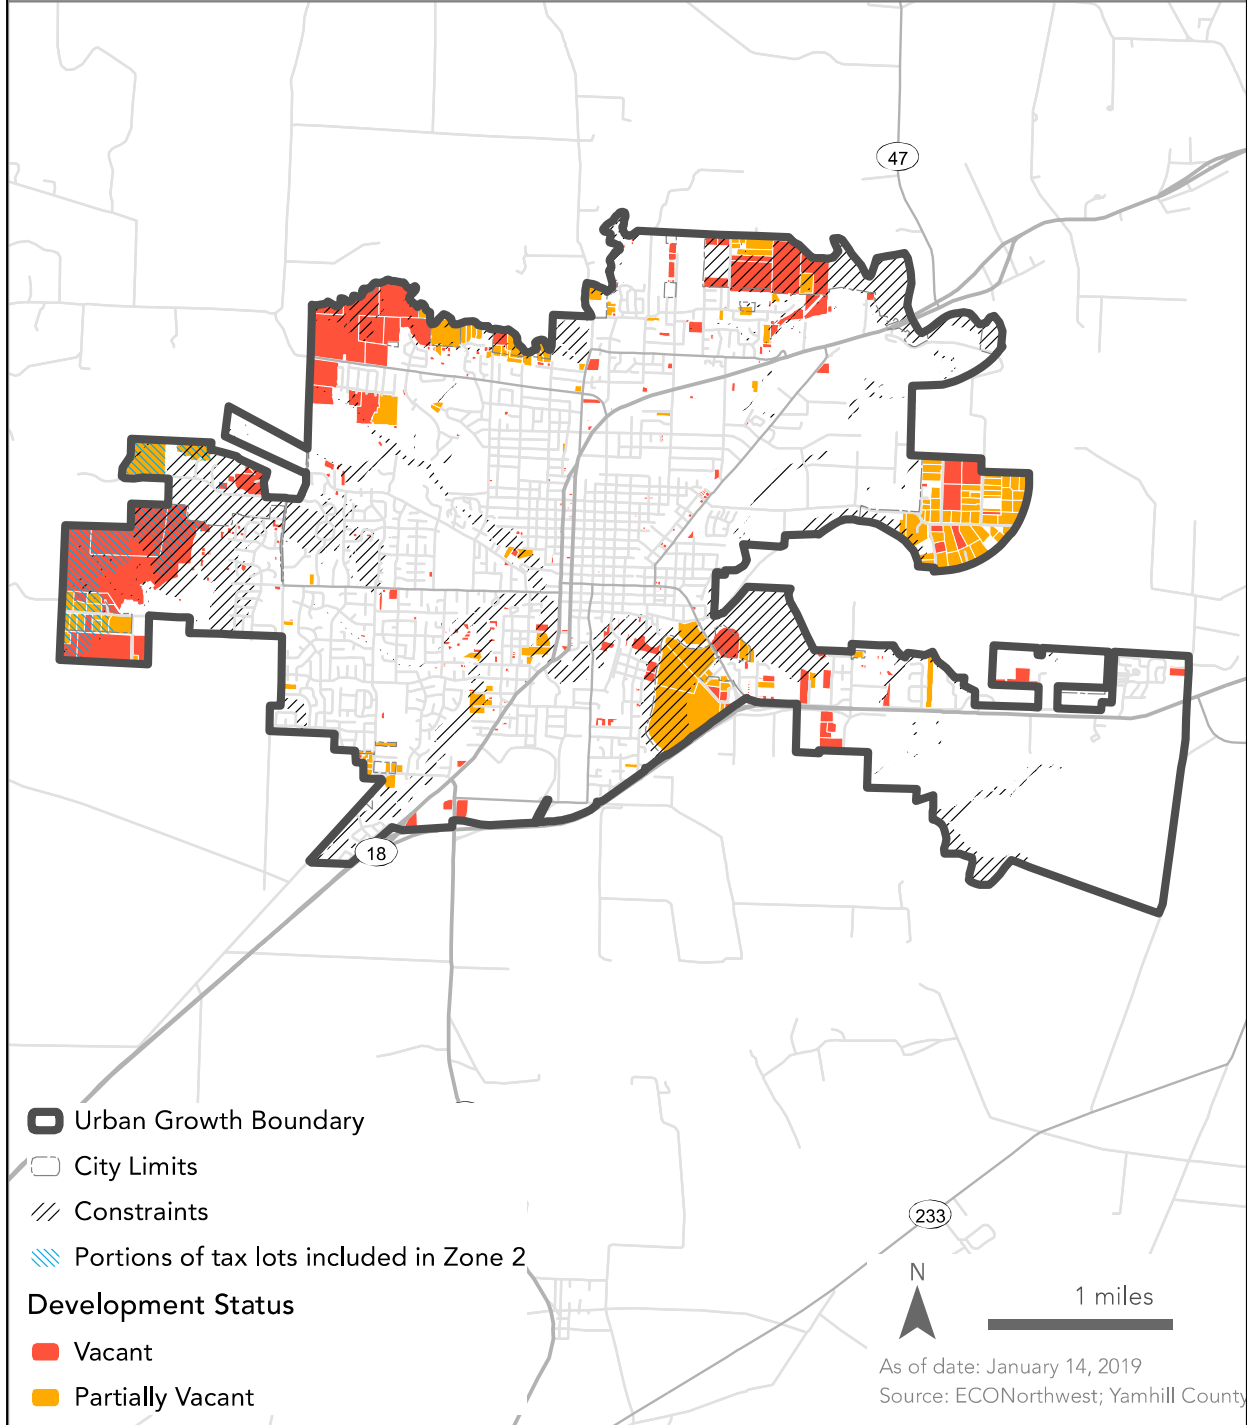 47
18
Urban Growth Boundary
City Limits
Constraints
Portions of tax lots included in Zone 2
Development Status
Vacant
Partially Vacant
233
N
1 miles
As of date: January 14, 2019
Source: ECONorthwest; Yamhill County